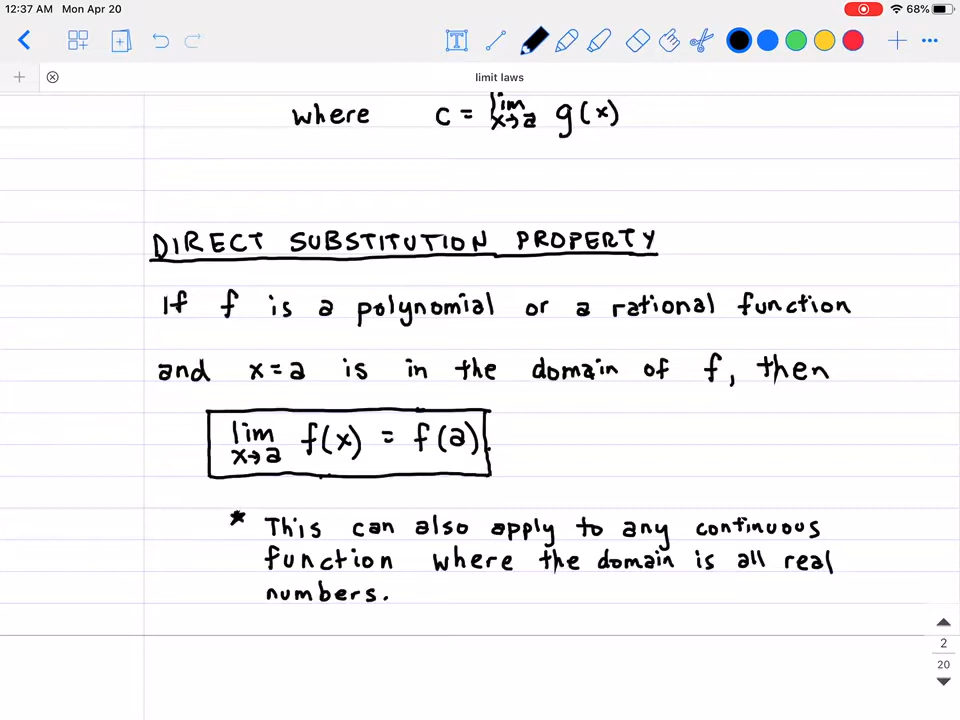 12:37 AM Mon Apr 20
68%
limit laws
where c = lim x→a g(x)
DIRECT SUBSTITUTION PROPERTY
If f is a polynomial or a rational function
and x=a is in the domain of f, then
lim x→a f(x) = f(a).
* This can also apply to any continuous
function where the domain is all real
numbers.
2
20